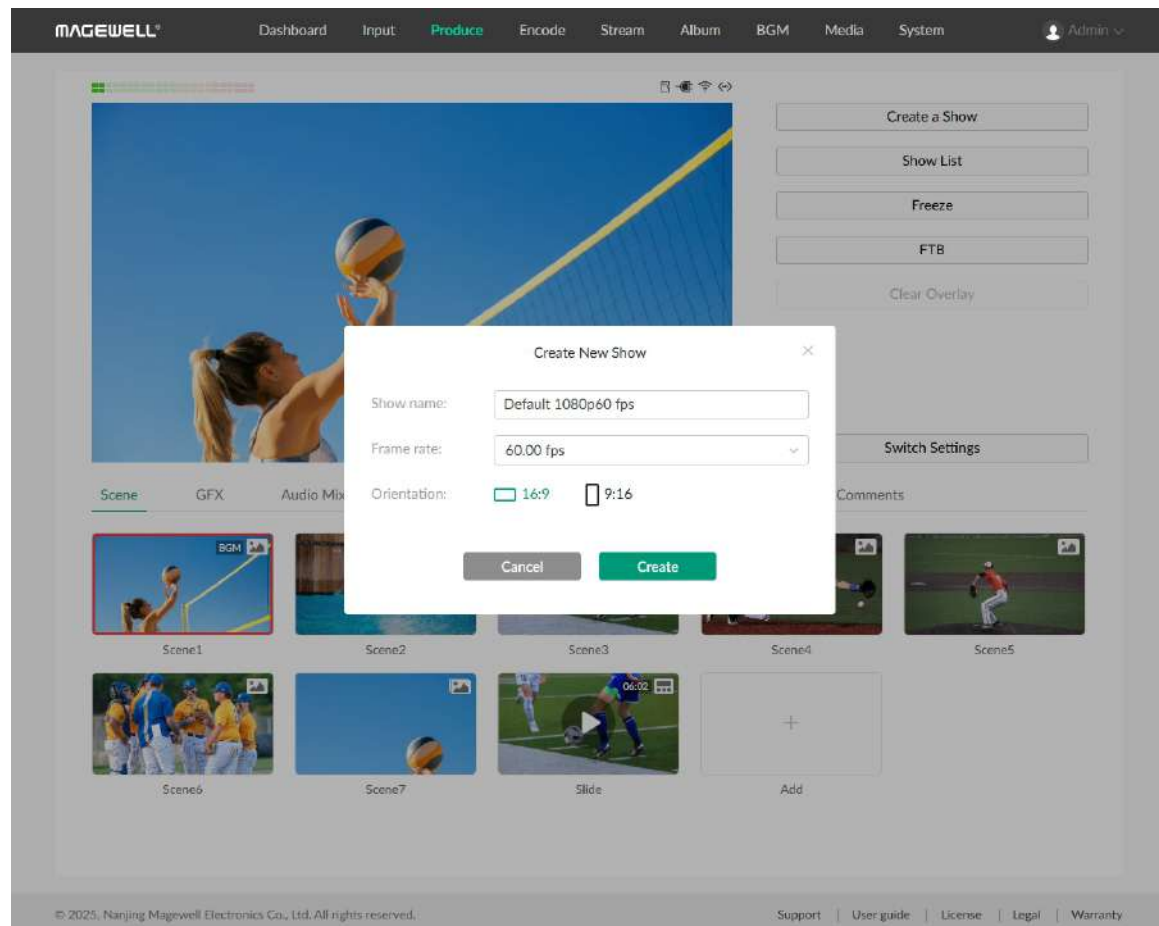 MAGEWELL®
Dashboard Input Produce Encode Stream Album BGM Media System Admin
Create a Show
Show List
Freeze
FTB
Clear Overlay
Create New Show
Show name: Default 1080p60 fps
Frame rate: 60.00 fps
Orientation: 16:9 9:16
Cancel Create
Switch Settings
Scene GFX Audio Mix Comments
BGM
Scene1 Scene2 Scene3 Scene4 Scene5
06:02
Scene6 Scene7 Slide Add
© 2025, Nanjing Magewell Electronics Co., Ltd. All rights reserved.
Support | User guide | License | Legal | Warranty